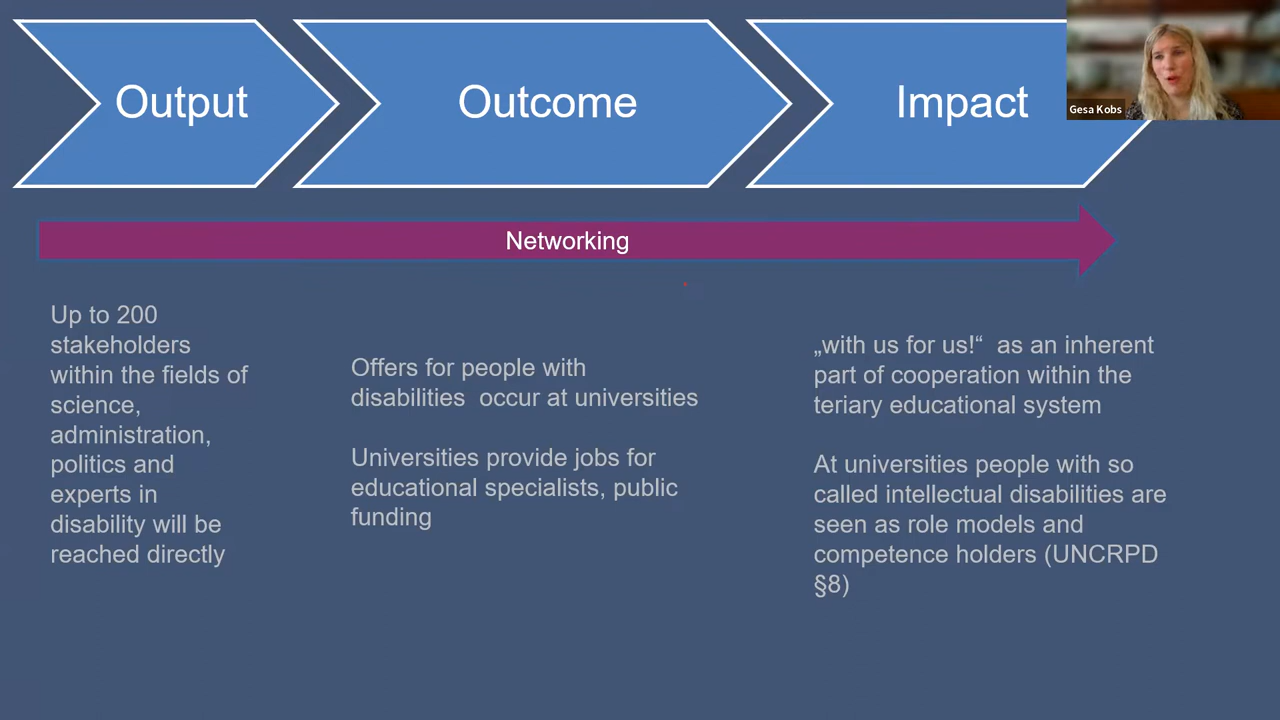 Output
Outcome
Impact
Gesa Kobs
Networking
Up to 200
stakeholders
within the fields of
science,
administration,
politics and
experts in
disability will be
reached directly
Offers for people with
disabilities  occur at universities
Universities provide jobs for
educational specialists, public
funding
„with us for us!“  as an inherent
part of cooperation within the
teriary educational system
At universities people with so
called intellectual disabilities are
seen as role models and
competence holders (UNCRPD
§8)